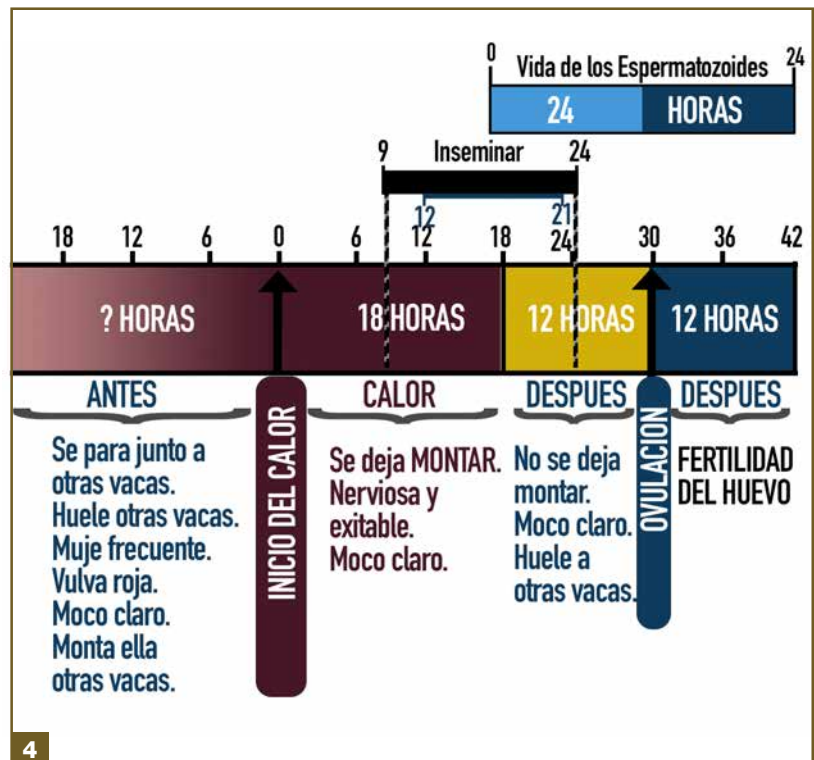 0 Vida de los Espermatozoides 24
24 HORAS
9 Inseminar 24
12 21
18 12 6 0 6 12 18 24 30 36 42
? HORAS 18 HORAS 12 HORAS 12 HORAS
ANTES
Se para junto a
otras vacas.
Huele otras vacas.
Muje frecuente.
Vulva roja.
Moco claro.
Monta ella
otras vacas.
INICIO DEL CALOR
CALOR
Se deja MONTAR.
Nerviosa y
exitable.
Moco claro.
DESPUES
No se deja
montar.
Moco claro.
Huele a
otras vacas.
OVULACION
DESPUES
FERTILIDAD
DEL HUEVO
4